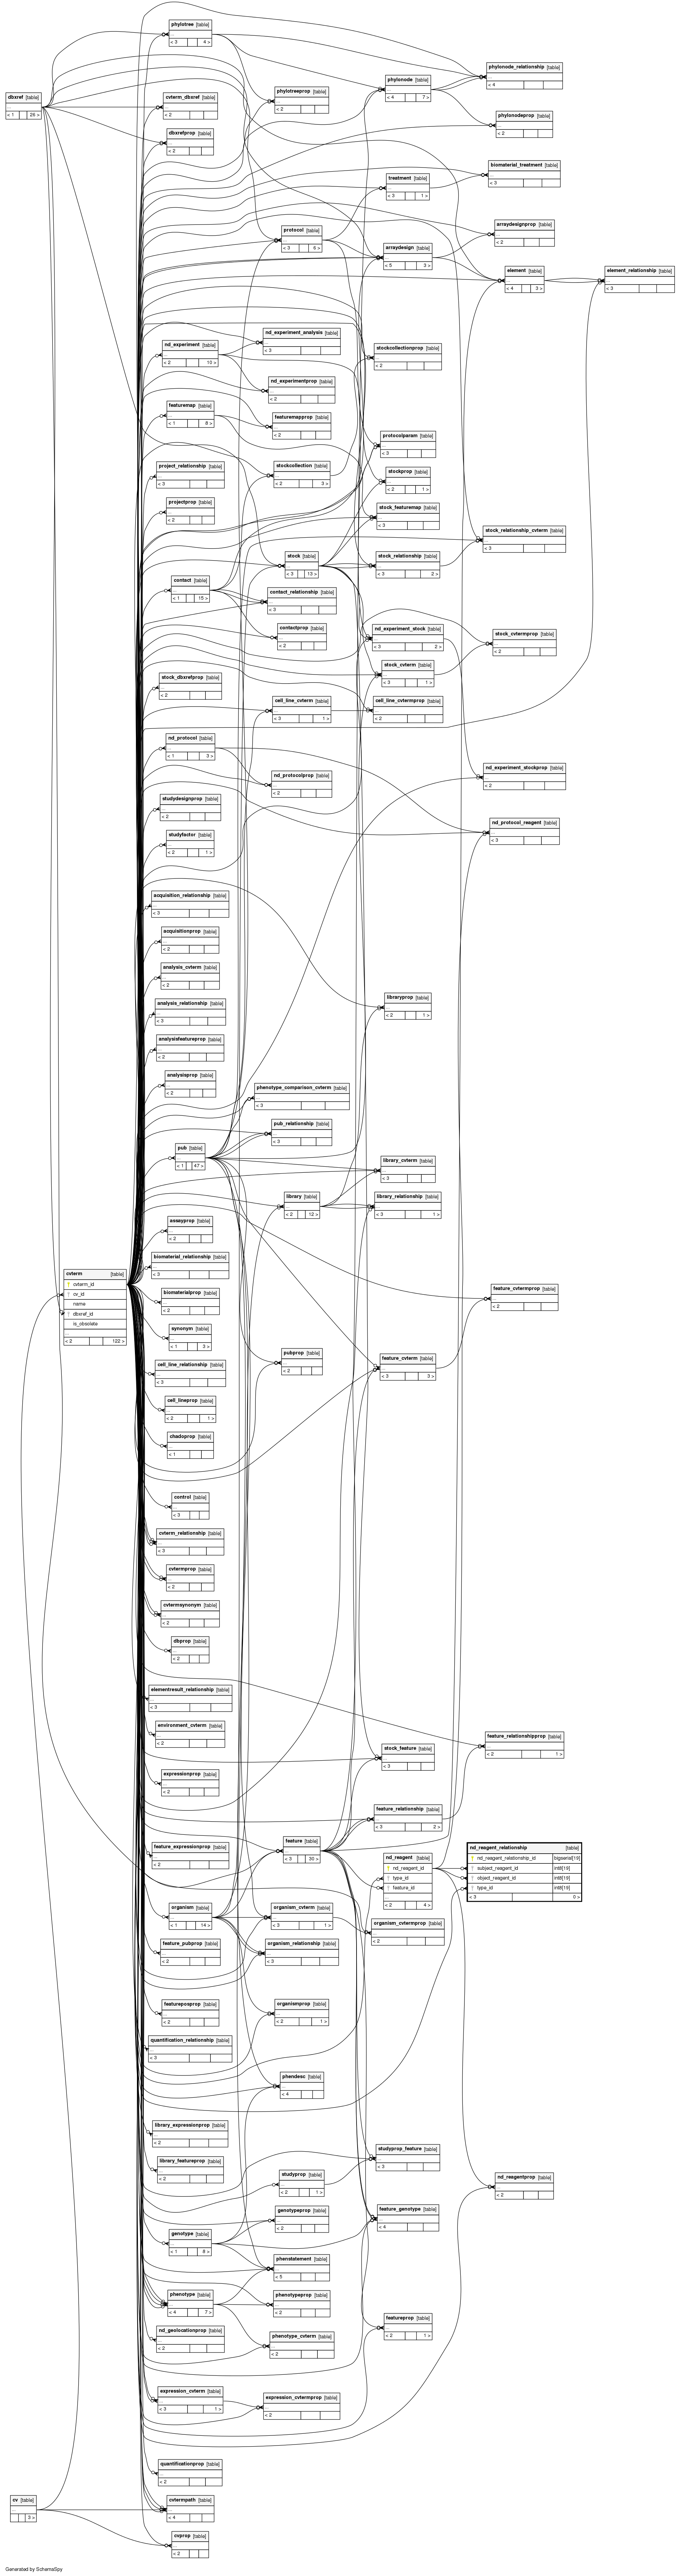 phylotree [table]
...
< 3 4 >
phylonode_relationship [table]
...
< 4
phylonode [table]
...
< 4 7 >
phylotreeprop [table]
...
< 2
dbxref [table]
...
< 1 26 >
cvterm_dbxref [table]
...
< 2
phylonodeprop [table]
...
< 2
dbxrefprop [table]
...
< 2
biomaterial_treatment [table]
...
< 3
treatment [table]
...
< 3 1 >
arraydesignprop [table]
...
< 2
protocol [table]
...
< 3 6 >
arraydesign [table]
...
< 5 3 >
element [table]
...
< 4 3 >
element_relationship [table]
...
< 3
nd_experiment_analysis [table]
...
< 3
nd_experiment [table]
...
< 2 10 >
stockcollectionprop [table]
...
< 2
nd_experimentprop [table]
...
< 2
featuremap [table]
...
< 1 8 >
featuremapprop [table]
...
< 2
protocolparam [table]
...
< 3
project_relationship [table]
...
< 3
stockcollection [table]
...
< 2 3 >
stockprop [table]
...
< 2 1 >
projectprop [table]
...
< 2
stock_featuremap [table]
...
< 3
stock_relationship_cvterm [table]
...
< 3
stock [table]
...
< 3 13 >
stock_relationship [table]
...
< 3 2 >
contact [table]
...
< 1 15 >
contact_relationship [table]
...
< 3
contactprop [table]
...
< 2
nd_experiment_stock [table]
...
< 3 2 >
stock_cvtermprop [table]
...
< 2
stock_cvterm [table]
...
< 3 1 >
stock_dbxrefprop [table]
...
< 2
cell_line_cvterm [table]
...
< 3 1 >
cell_line_cvtermprop [table]
...
< 2
nd_protocol [table]
...
< 1 3 >
nd_protocolprop [table]
...
< 2
nd_experiment_stockprop [table]
...
< 2
studydesignprop [table]
...
< 2
nd_protocol_reagent [table]
...
< 3
studyfactor [table]
...
< 2 1 >
acquisition_relationship [table]
...
< 3
acquisitionprop [table]
...
< 2
analysis_cvterm [table]
...
< 2
analysis_relationship [table]
...
< 3
libraryprop [table]
...
< 2 1 >
analysisfeatureprop [table]
...
< 2
analysisprop [table]
...
< 2
phenotype_comparison_cvterm [table]
...
< 3
pub_relationship [table]
...
< 3
pub [table]
...
< 1 47 >
library_cvterm [table]
...
< 3
library [table]
...
< 2 12 >
library_relationship [table]
...
< 3 1 >
assayprop [table]
...
< 2
biomaterial_relationship [table]
...
< 3
cvterm [table]
cvterm_id
cv_id
name
dbxref_id
is_obsolete
...
< 2 122 >
biomaterialprop [table]
...
< 2
feature_cvtermprop [table]
...
< 2
synonym [table]
...
< 1 3 >
pubprop [table]
...
< 2
feature_cvterm [table]
...
< 3 3 >
cell_line_relationship [table]
...
< 3
cell_lineprop [table]
...
< 2 1 >
chadoprop [table]
...
< 1
control [table]
...
< 3
cvterm_relationship [table]
...
< 3
cvtermprop [table]
...
< 2
cvtermsynonym [table]
...
< 2
dbprop [table]
...
< 2
elementresult_relationship [table]
...
< 3
environment_cvterm [table]
...
< 2
feature_relationshipprop [table]
...
< 2 1 >
stock_feature [table]
...
< 3
expressionprop [table]
...
< 2
feature_relationship [table]
...
< 3 2 >
feature_expressionprop [table]
...
< 2
feature [table]
...
< 3 30 >
nd_reagent [table]
nd_reagent_id
type_id
feature_id
...
< 2 4 >
nd_reagent_relationship [table]
nd_reagent_relationship_id bigserial[19]
subject_reagent_id int8[19]
object_reagent_id int8[19]
type_id int8[19]
< 3 0 >
organism [table]
...
< 1 14 >
organism_cvterm [table]
...
< 3 1 >
organism_cvtermprop [table]
...
< 2
feature_pubprop [table]
...
< 2
organism_relationship [table]
...
< 3
featureposprop [table]
...
< 2
organismprop [table]
...
< 2 1 >
quantification_relationship [table]
...
< 3
phendesc [table]
...
< 4
library_expressionprop [table]
...
< 2
library_featureprop [table]
...
< 2
studyprop_feature [table]
...
< 3
studyprop [table]
...
< 2 1 >
nd_reagentprop [table]
...
< 2
genotypeprop [table]
...
< 2
feature_genotype [table]
...
< 4
genotype [table]
...
< 1 8 >
phenstatement [table]
...
< 5
phenotype [table]
...
< 4 7 >
phenotypeprop [table]
...
< 2
featureprop [table]
...
< 2 1 >
nd_geolocationprop [table]
...
< 2
phenotype_cvterm [table]
...
< 2
expression_cvterm [table]
...
< 3 1 >
expression_cvtermprop [table]
...
< 2
quantificationprop [table]
...
< 2
cv [table]
...
3 >
cvtermpath [table]
...
< 4
cvprop [table]
...
< 2
Generated by SchemaSpy